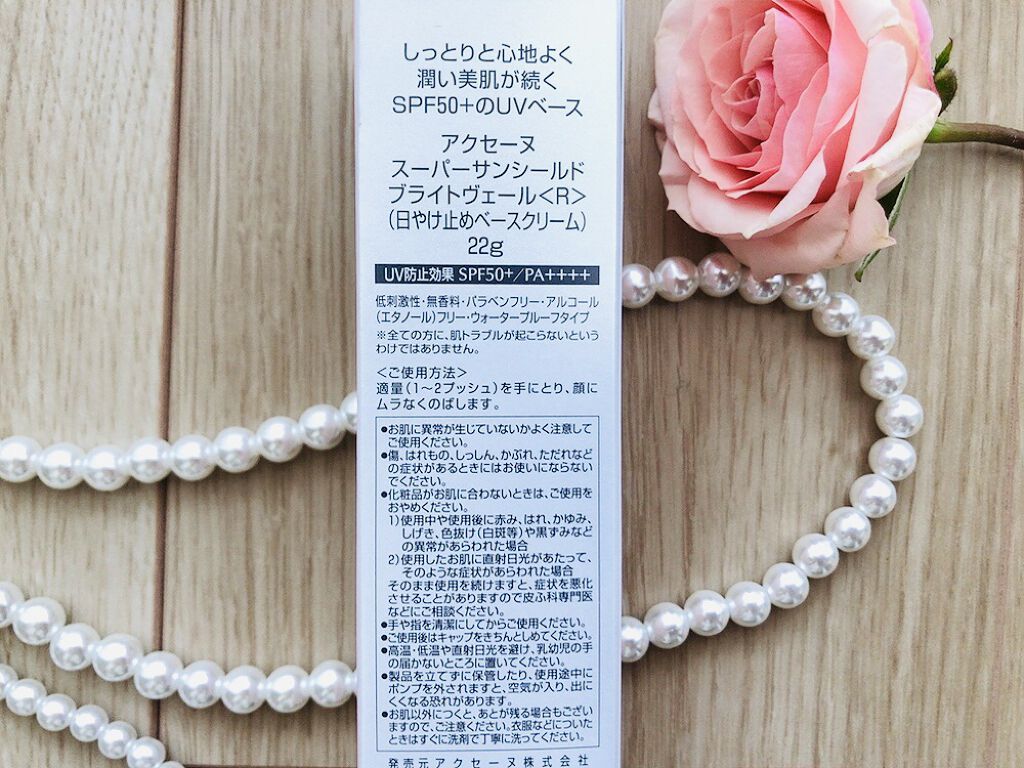 しっとりと心地よく
潤い美肌が続く
SPF50+のUVベース
アクセーヌ
スーパーサンシールド
ブライトヴェール<R>
(日やけ止めベースクリーム)
22g
UV防止効果 SPF50+/PA++++
低刺激性・無香料・パラベンフリー・アルコール
(エタノール)フリー・ウォータープルーフタイプ
※全ての方に、肌トラブルが起こらないという
わけではありません。
<ご使用方法>
適量(1〜2プッシュ)を手にとり、顔に
ムラなくのばします。
●お肌に異常が生じていないかよく注意して
ご使用ください。
●傷、はれもの、しっしん、かぶれ、ただれなど
の症状があるときにはお使いにならない
でください。
●化粧品がお肌に合わないときは、ご使用を
おやめください。
1)使用中や使用後に赤み、はれ、かゆみ、
しげき、色抜け(白斑等)や黒ずみなど
の異常があらわれた場合
2)使用したお肌に直射日光があたって、
そのような症状があらわれた場合
そのまま使用を続けますと、症状を悪化
させることがありますので皮ふ科専門医
などにご相談ください。
●手や指を清潔にしてからご使用ください。
●ご使用後はキャップをきちんとしめてください。
●高温・低温や直射日光を避け、乳幼児の手
の届かないところに置いてください。
●製品を立てずに保管したり、使用途中に
ポンプを外されますと、空気が入り、出に
くくなる恐れがあります。
●お肌以外につくと、あとが残る場合もござい
ますので、ご注意ください。衣服などについた
ときはすぐに洗剤で丁寧に洗ってください。
発売元アクセーヌ株式会社